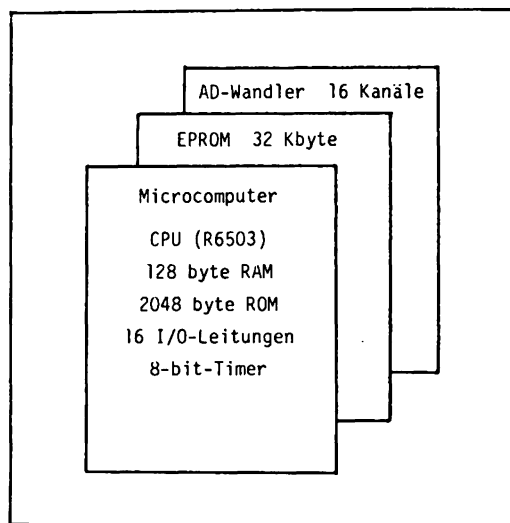 AD-Wandler 16 Kanäle
EPROM 32 Kbyte
Microcomputer
CPU (R6503)
128 byte RAM
2048 byte ROM
16 I/O-Leitungen
8-bit-Timer